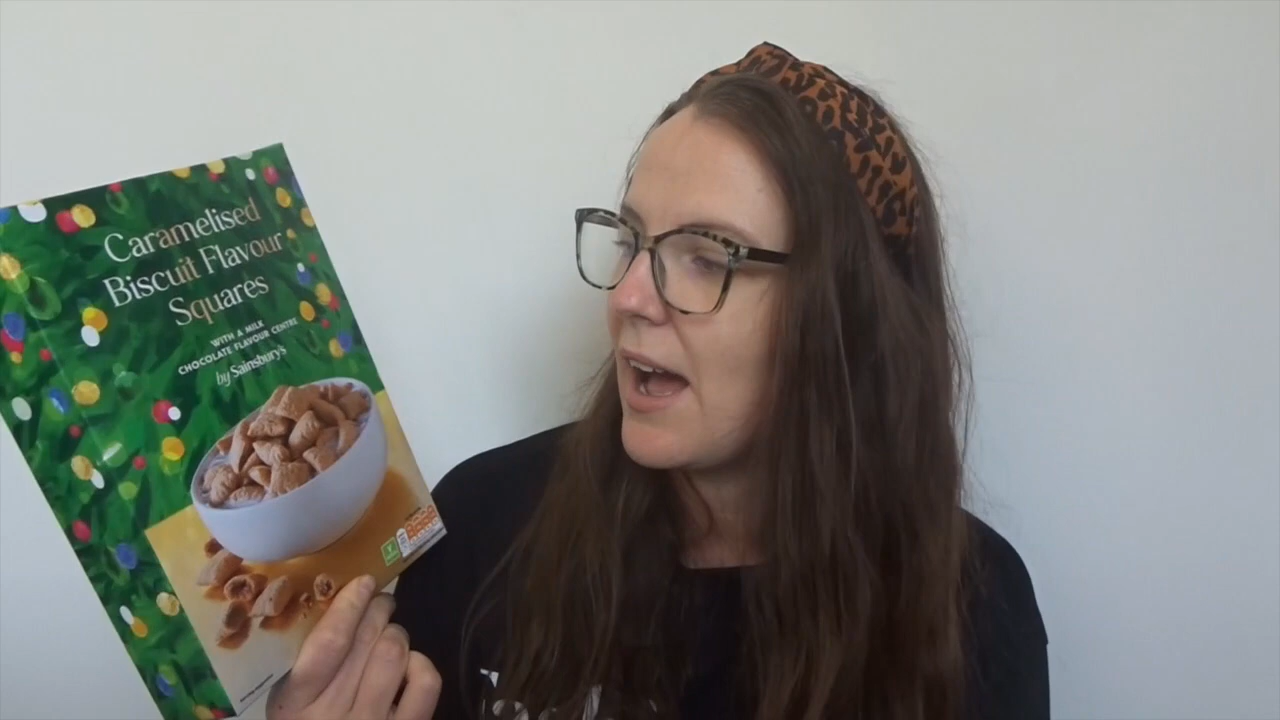 Caramelised
Biscuit Flavour
Squares
WITH A MILK
CHOCOLATE FLAVOUR CENTRE
by Sainsbury's